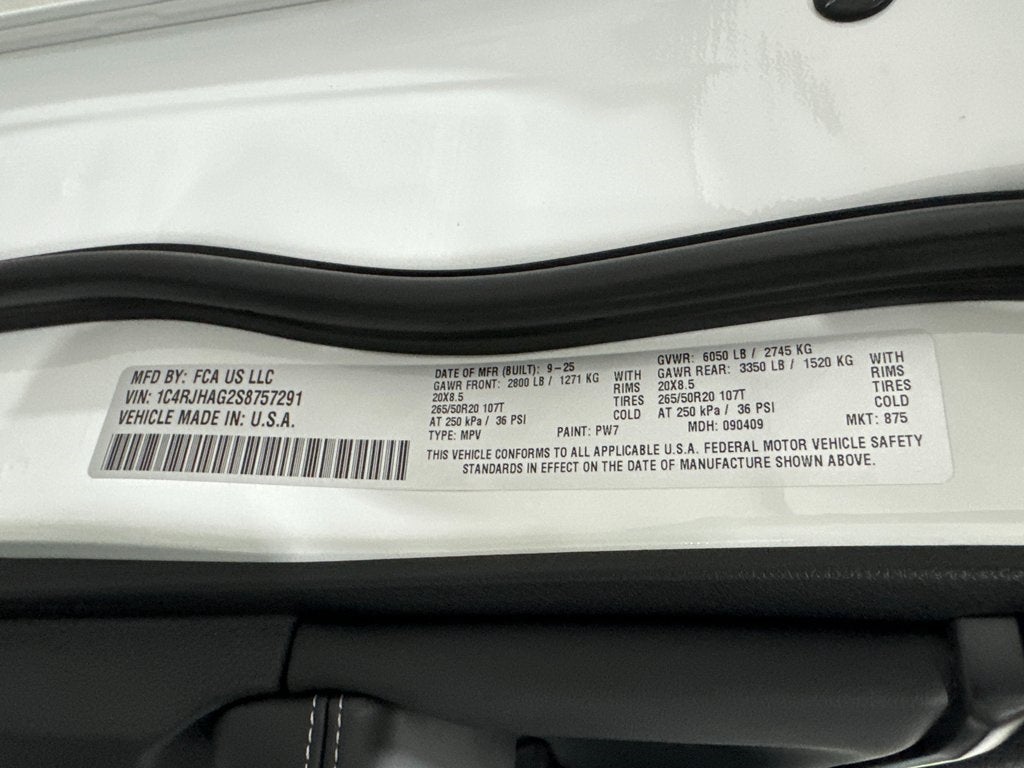 MFD BY: FCA US LLC
VIN: 1C4RJHAG2S8757291
VEHICLE MADE IN: U.S.A.
DATE OF MFR (BUILT): 9-25
GAWR FRONT: 2800 LB / 1271 KG WITH
20X8.5 RIMS
265/50R20 107T TIRES
AT 250 kPa / 36 PSI COLD
TYPE: MPV PAINT: PW7
GVWR: 6050 LB / 2745 KG
GAWR REAR: 3350 LB / 1520 KG WITH
20X8.5 RIMS
265/50R20 107T TIRES
AT 250 kPa / 36 PSI COLD
MDH: 090409 MKT: 875
THIS VEHICLE CONFORMS TO ALL APPLICABLE U.S.A. FEDERAL MOTOR VEHICLE SAFETY
STANDARDS IN EFFECT ON THE DATE OF MANUFACTURE SHOWN ABOVE.